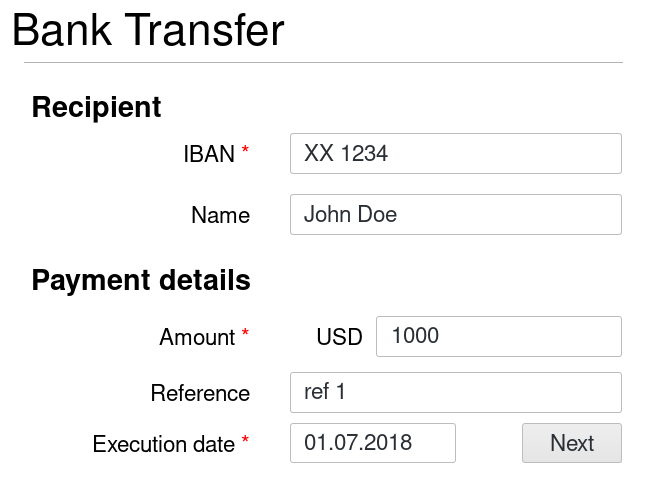 Bank Transfer
Recipient
IBAN * XX 1234
Name John Doe
Payment details
Amount * USD 1000
Reference ref 1
Execution date * 01.07.2018 Next